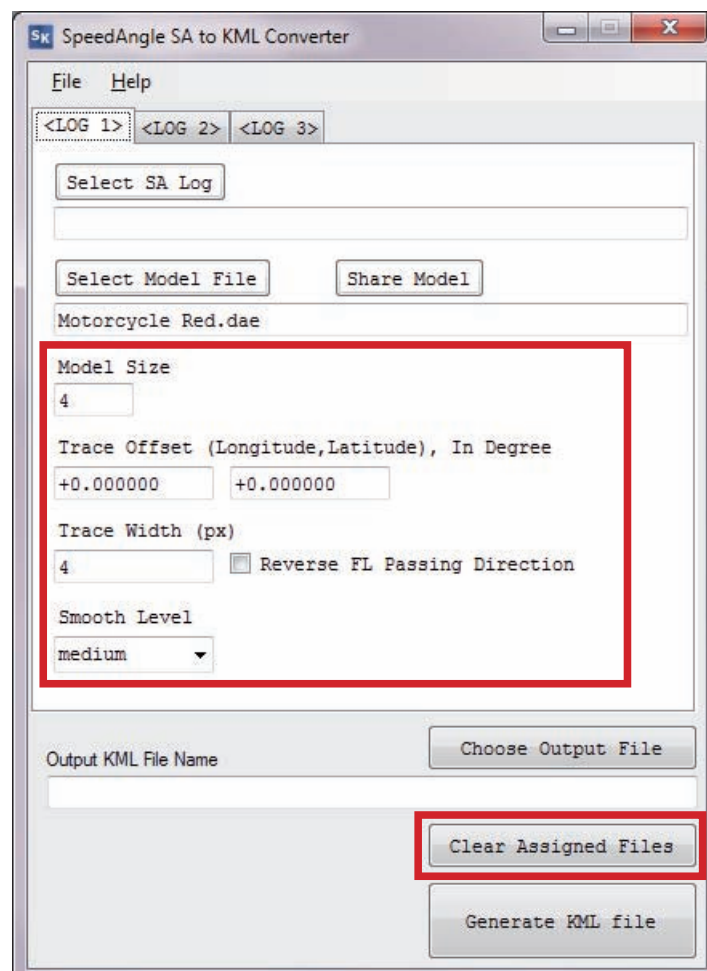 SK SpeedAngle SA to KML Converter
File Help
<LOG 1> <LOG 2> <LOG 3>
Select SA Log
Select Model File Share Model
Motorcycle Red.dae
Model Size
4
Trace Offset (Longitude,Latitude), In Degree
+0.000000 +0.000000
Trace Width (px)
4 Reverse FL Passing Direction
Smooth Level
medium
Choose Output File
Output KML File Name
Clear Assigned Files
Generate KML file